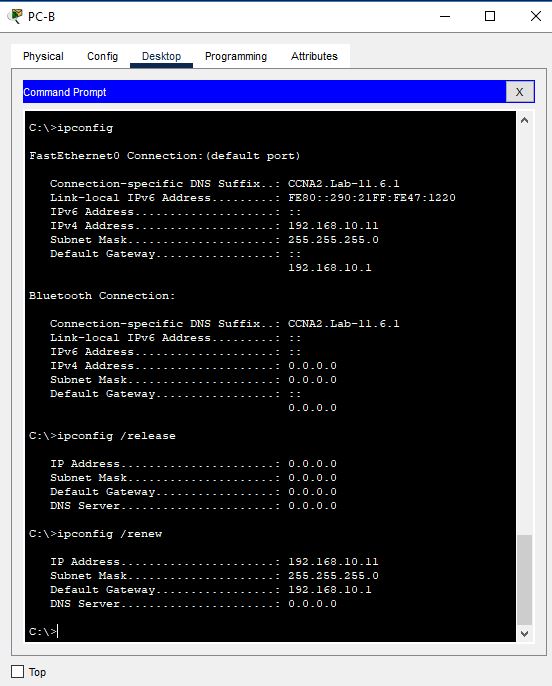 PC-B
Physical Config Desktop Programming Attributes
Command Prompt X
C:\>ipconfig
FastEthernet0 Connection:(default port)
Connection-specific DNS Suffix..: CCNA2.Lab-11.6.1
Link-local IPv6 Address.........: FE80::290:21FF:FE47:1220
IPv6 Address....................: ::
IPv4 Address....................: 192.168.10.11
Subnet Mask.....................: 255.255.255.0
Default Gateway.................: ::
192.168.10.1
Bluetooth Connection:
Connection-specific DNS Suffix..: CCNA2.Lab-11.6.1
Link-local IPv6 Address.........: ::
IPv6 Address....................: ::
IPv4 Address....................: 0.0.0.0
Subnet Mask.....................: 0.0.0.0
Default Gateway.................: ::
0.0.0.0
C:\>ipconfig /release
IP Address......................: 0.0.0.0
Subnet Mask.....................: 0.0.0.0
Default Gateway.................: 0.0.0.0
DNS Server......................: 0.0.0.0
C:\>ipconfig /renew
IP Address......................: 192.168.10.11
Subnet Mask.....................: 255.255.255.0
Default Gateway.................: 192.168.10.1
DNS Server......................: 0.0.0.0
C:\>
Top